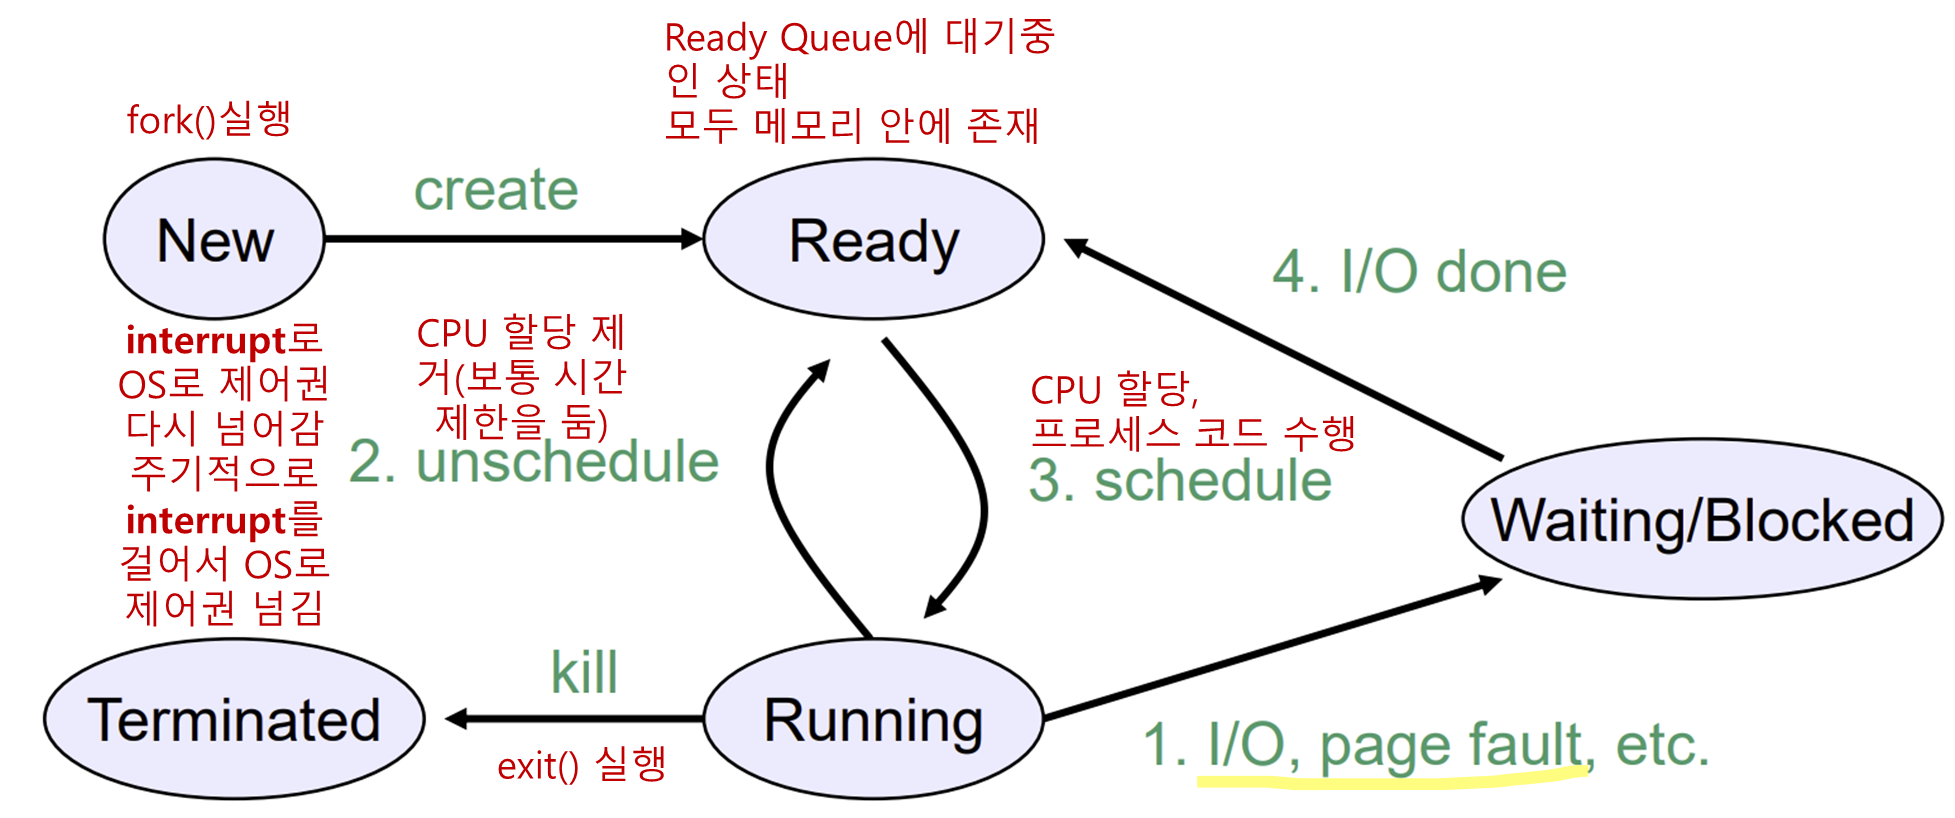 Ready Queue에 대기중
인 상태
모두 메모리 안에 존재
fork()실행
New
create
Ready
4. I/O done
interrupt로
OS로 제어권
다시 넘어감
주기적으로
interrupt를
걸어서 OS로
제어권 넘김
CPU 할당 제
거(보통 시간
제한을 둠)
2. unschedule
CPU 할당,
프로세스 코드 수행
3. schedule
Waiting/Blocked
Terminated
kill
exit() 실행
Running
1. I/O, page fault, etc.